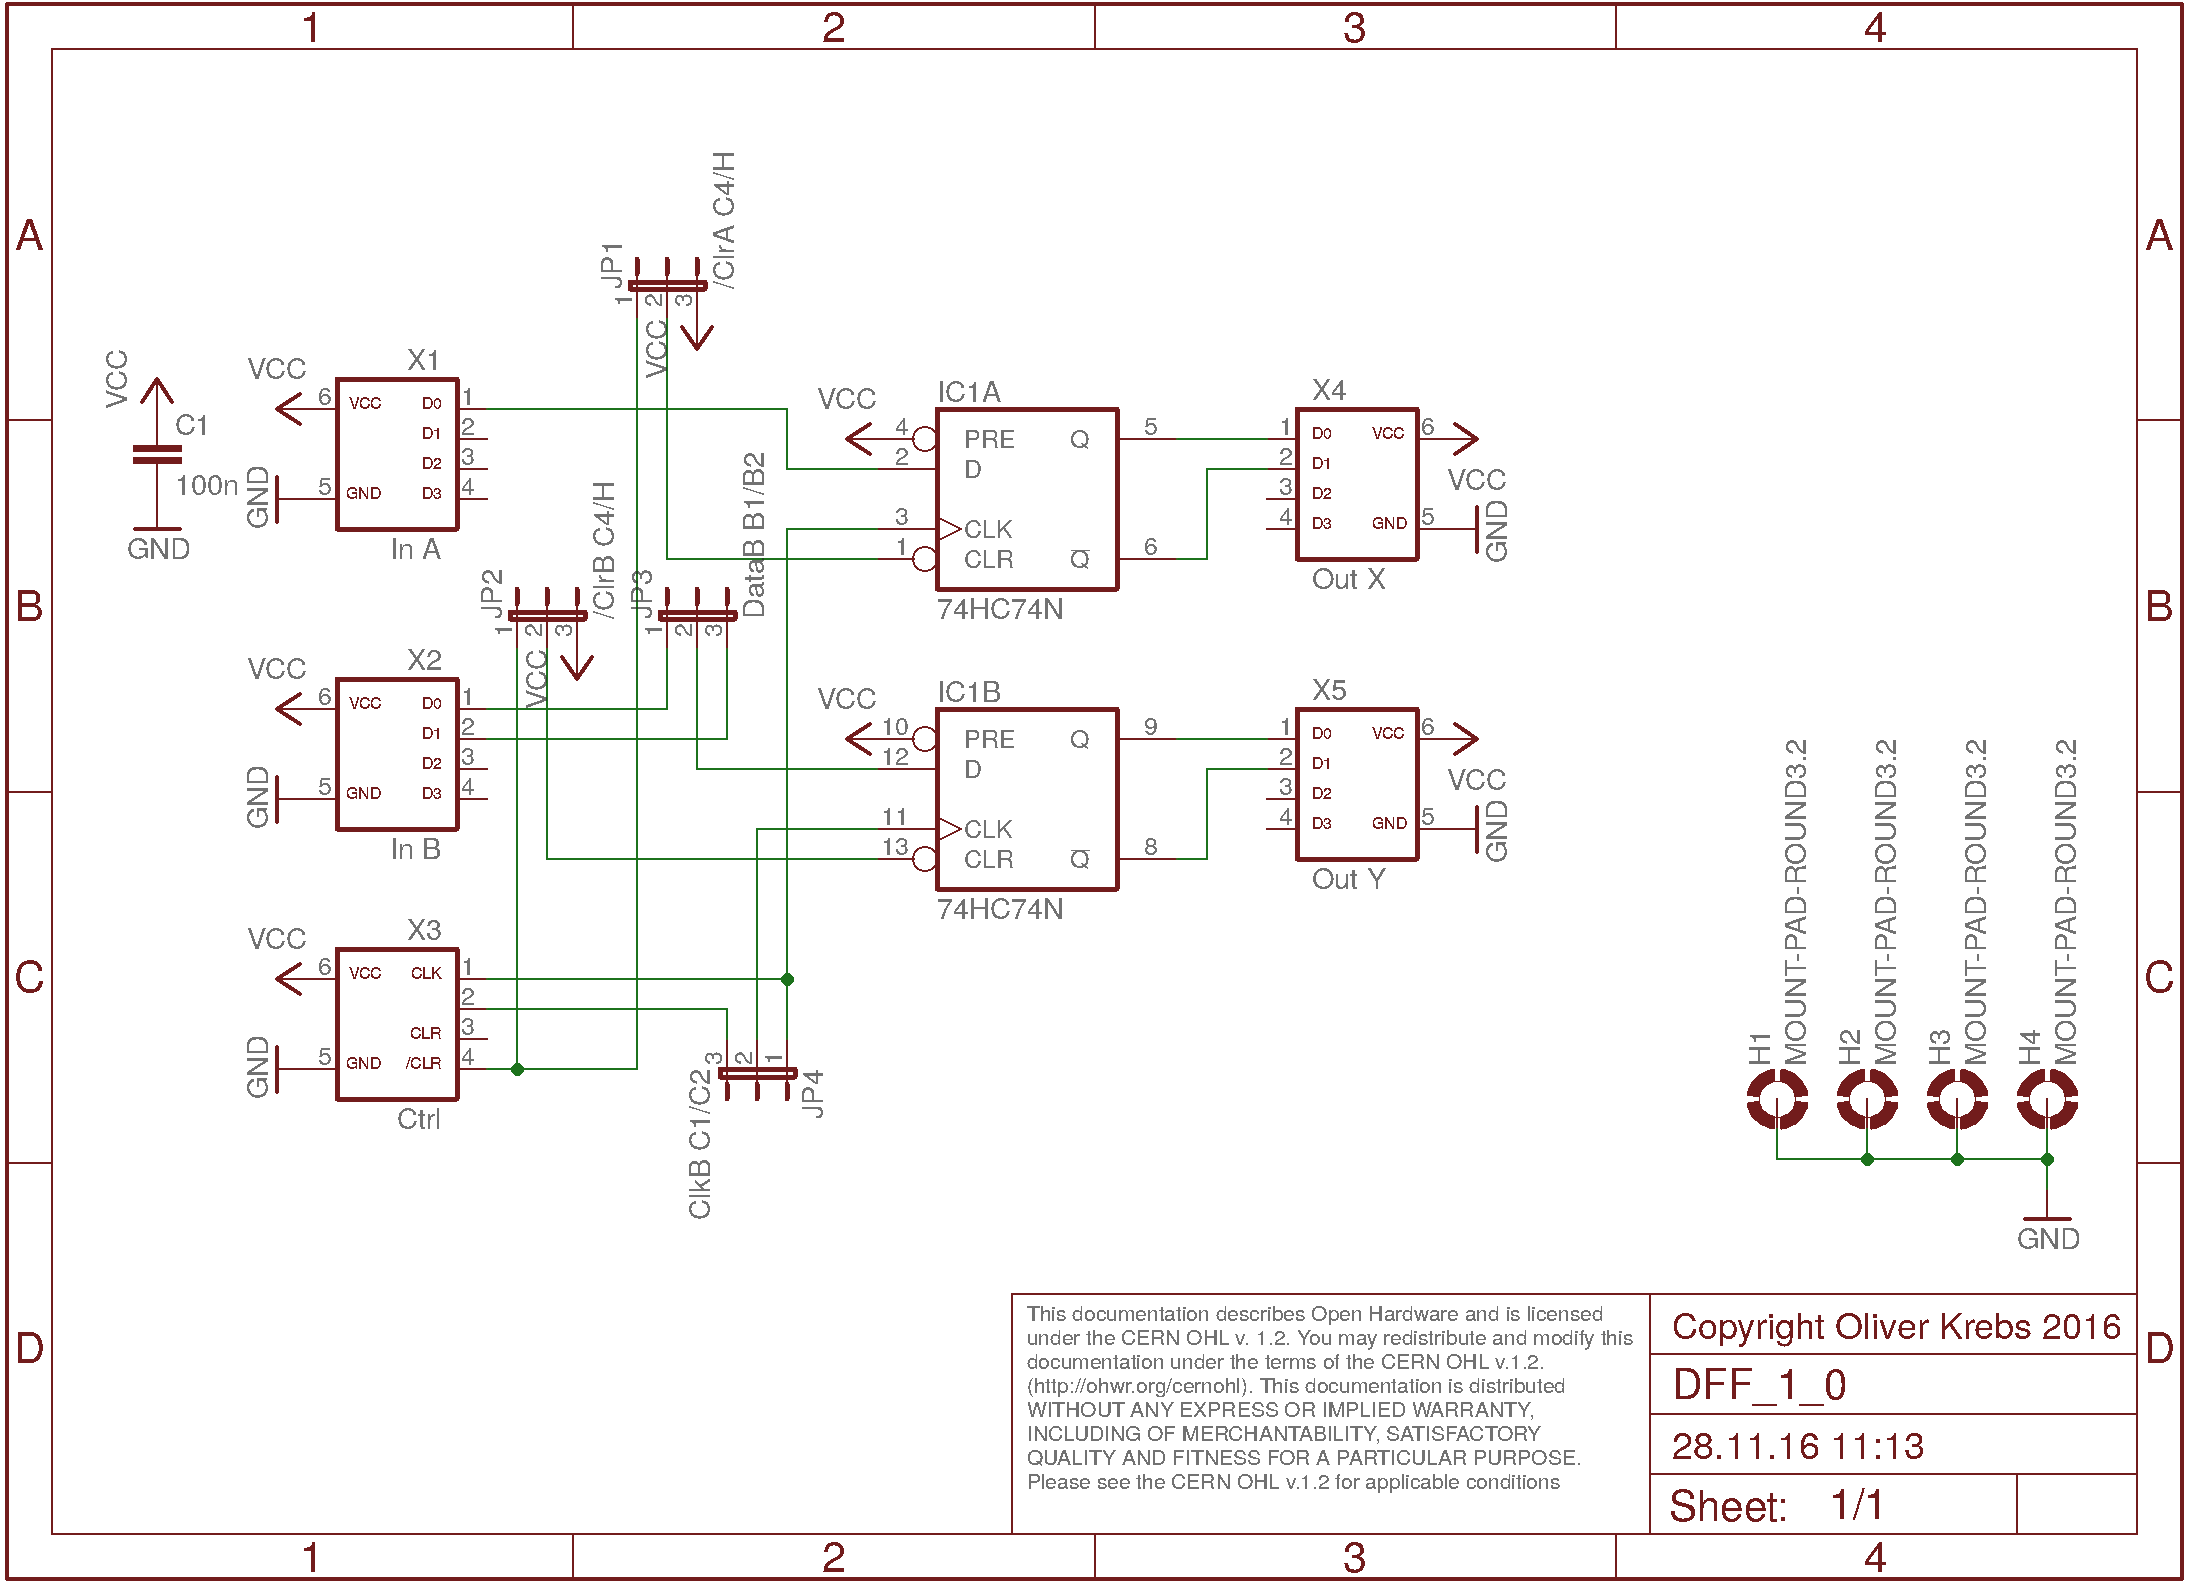 1 2 3 4
A A
/ClrA C4/H
JP1
1 2 3
VCC
VCC
C1
100n
GND
X1
VCC
6 VCC D0 1
D1 2
D2 3
GND 5 GND D3 4
In A
IC1A
VCC
4 PRE Q 5
2 D
3 CLK
1 CLR Q 6
74HC74N
X4
1 D0 VCC 6
2 D1
VCC
3 D2
4 D3 GND 5
GND
Out X
B B
JP2
/ClrB C4/H
1 2 3
VCC
JP3
DataB B1/B2
1 2 3
X2
VCC
6 VCC D0 1
D1 2
D2 3
GND 5 GND D3 4
In B
IC1B
VCC
10 PRE Q 9
12 D
11 CLK
13 CLR Q 8
74HC74N
X5
1 D0 VCC 6
2 D1
VCC
3 D2
4 D3 GND 5
GND
Out Y
C C
X3
VCC
6 VCC CLK 1
2
CLR 3
GND 5 GND /CLR 4
Ctrl
3 2 1
ClkB C1/C2
JP4
H1
MOUNT-PAD-ROUND3.2
H2
MOUNT-PAD-ROUND3.2
H3
MOUNT-PAD-ROUND3.2
H4
MOUNT-PAD-ROUND3.2
GND
D D
This documentation describes Open Hardware and is licensed
under the CERN OHL v. 1.2. You may redistribute and modify this
documentation under the terms of the CERN OHL v.1.2.
(http://ohwr.org/cernohl). This documentation is distributed
WITHOUT ANY EXPRESS OR IMPLIED WARRANTY,
INCLUDING OF MERCHANTABILITY, SATISFACTORY
QUALITY AND FITNESS FOR A PARTICULAR PURPOSE.
Please see the CERN OHL v.1.2 for applicable conditions
Copyright Oliver Krebs 2016
DFF_1_0
28.11.16 11:13
Sheet: 1/1
1 2 3 4